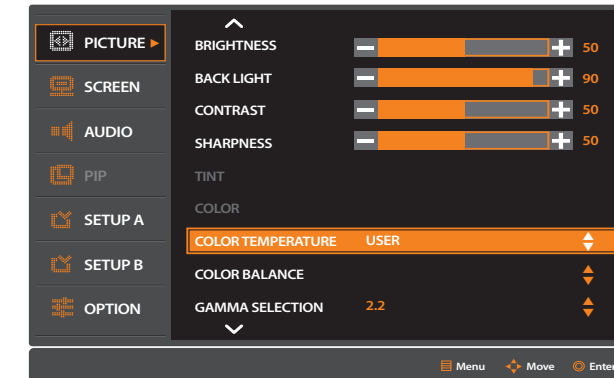 PICTURE
SCREEN
AUDIO
PIP
SETUP A
SETUP B
OPTION
BRIGHTNESS 50
BACK LIGHT 90
CONTRAST 50
SHARPNESS 50
TINT
COLOR
COLOR TEMPERATURE USER
COLOR BALANCE
GAMMA SELECTION 2.2
Menu Move Enter